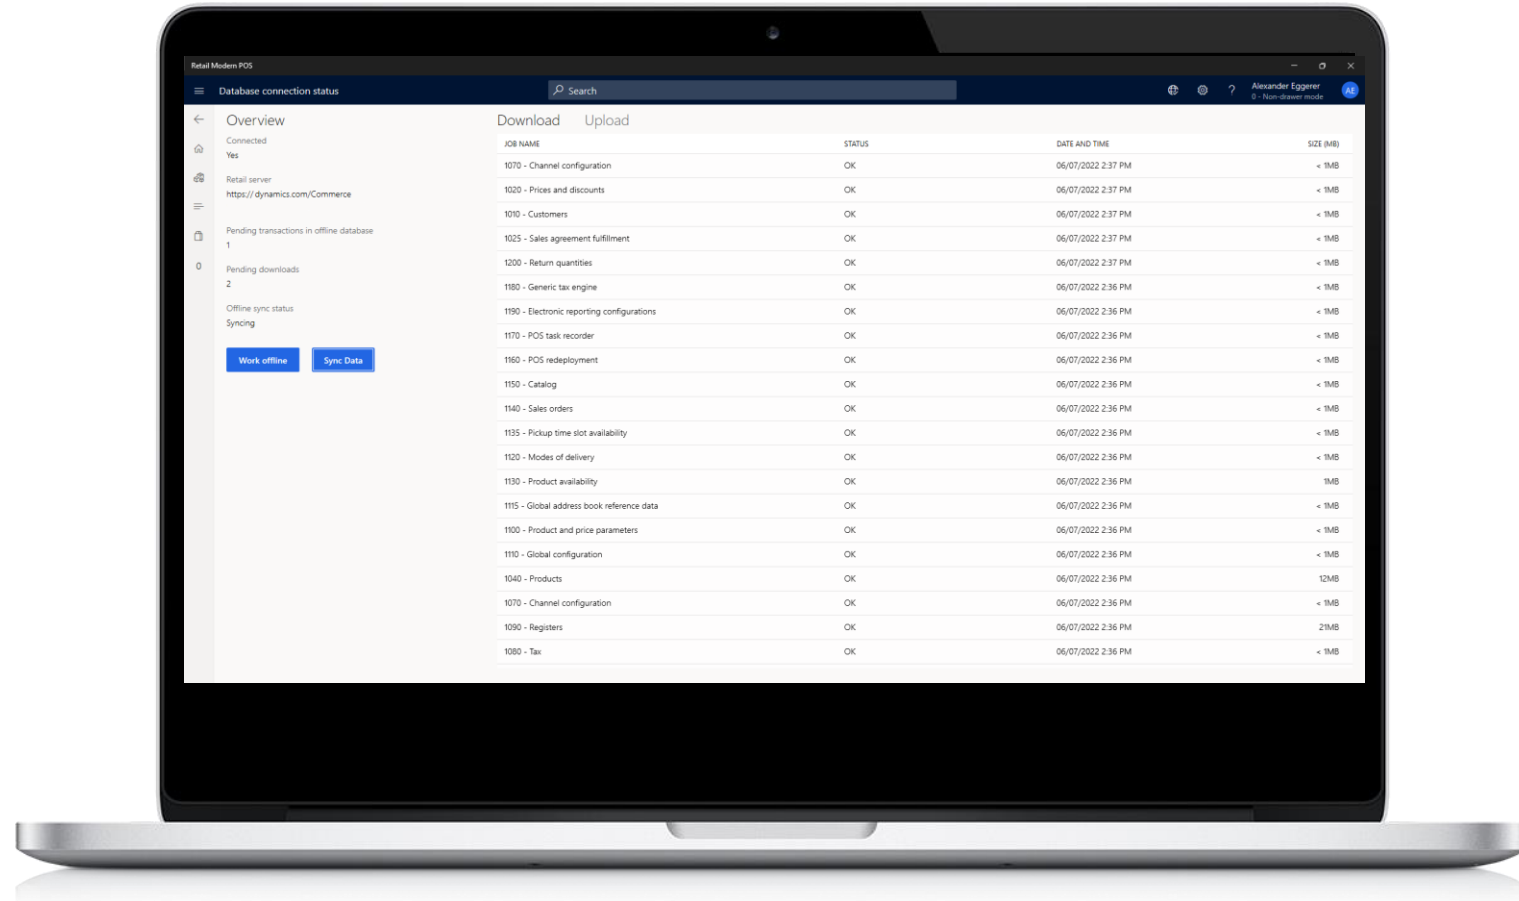 Retail Modern POS
Database connection status
Search
?
Alexander Eggerer
0 - Non-drawer mode
AE
Overview
Connected
Yes
Retail server
https://dynamics.com/Commerce
Pending transactions in offline database
1
0
Pending downloads
2
Offline sync status
Syncing
Work offline Sync Data
Download Upload
JOB NAME STATUS DATE AND TIME SIZE (MB)
1070 - Channel configuration OK 06/07/2022 2:37 PM < 1MB
1020 - Prices and discounts OK 06/07/2022 2:37 PM < 1MB
1010 - Customers OK 06/07/2022 2:37 PM < 1MB
1025 - Sales agreement fulfillment OK 06/07/2022 2:37 PM < 1MB
1200 - Return quantities OK 06/07/2022 2:37 PM < 1MB
1180 - Generic tax engine OK 06/07/2022 2:36 PM < 1MB
1190 - Electronic reporting configurations OK 06/07/2022 2:36 PM < 1MB
1170 - POS task recorder OK 06/07/2022 2:36 PM < 1MB
1160 - POS redeployment OK 06/07/2022 2:36 PM < 1MB
1150 - Catalog OK 06/07/2022 2:36 PM < 1MB
1140 - Sales orders OK 06/07/2022 2:36 PM < 1MB
1135 - Pickup time slot availability OK 06/07/2022 2:36 PM < 1MB
1120 - Modes of delivery OK 06/07/2022 2:36 PM < 1MB
1130 - Product availability OK 06/07/2022 2:36 PM 1MB
1115 - Global address book reference data OK 06/07/2022 2:36 PM < 1MB
1100 - Product and price parameters OK 06/07/2022 2:36 PM < 1MB
1110 - Global configuration OK 06/07/2022 2:36 PM < 1MB
1040 - Products OK 06/07/2022 2:36 PM 12MB
1070 - Channel configuration OK 06/07/2022 2:36 PM < 1MB
1090 - Registers OK 06/07/2022 2:36 PM 21MB
1080 - Tax OK 06/07/2022 2:36 PM < 1MB